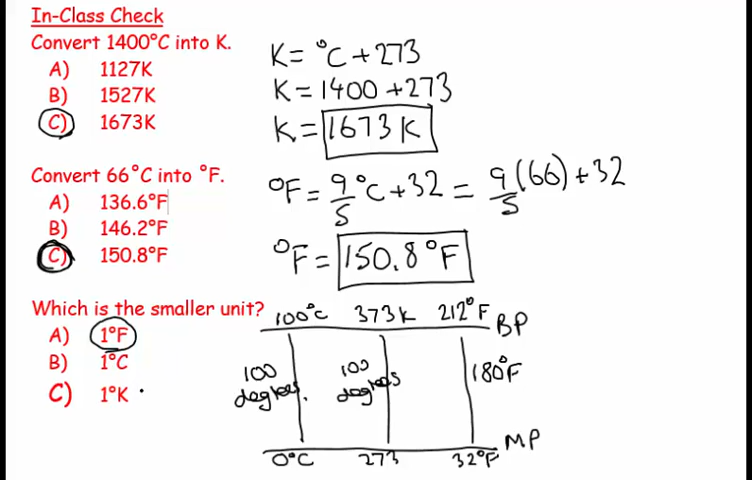 In-Class Check
Convert 1400°C into K.
A) 1127K
B) 1527K
C) 1673K
K = °C + 273
K = 1400 + 273
K = 1673 K
Convert 66°C into °F.
A) 136.6°F
B) 146.2°F
C) 150.8°F
°F = 9/5 °C + 32 = 9/5 (66) + 32
°F = 150.8°F
Which is the smaller unit?
A) 1°F
B) 1°C
C) 1°K
100°C 373K 212°F BP
100 degrees. 100 degrees 180°F
0°C 273 32°F MP